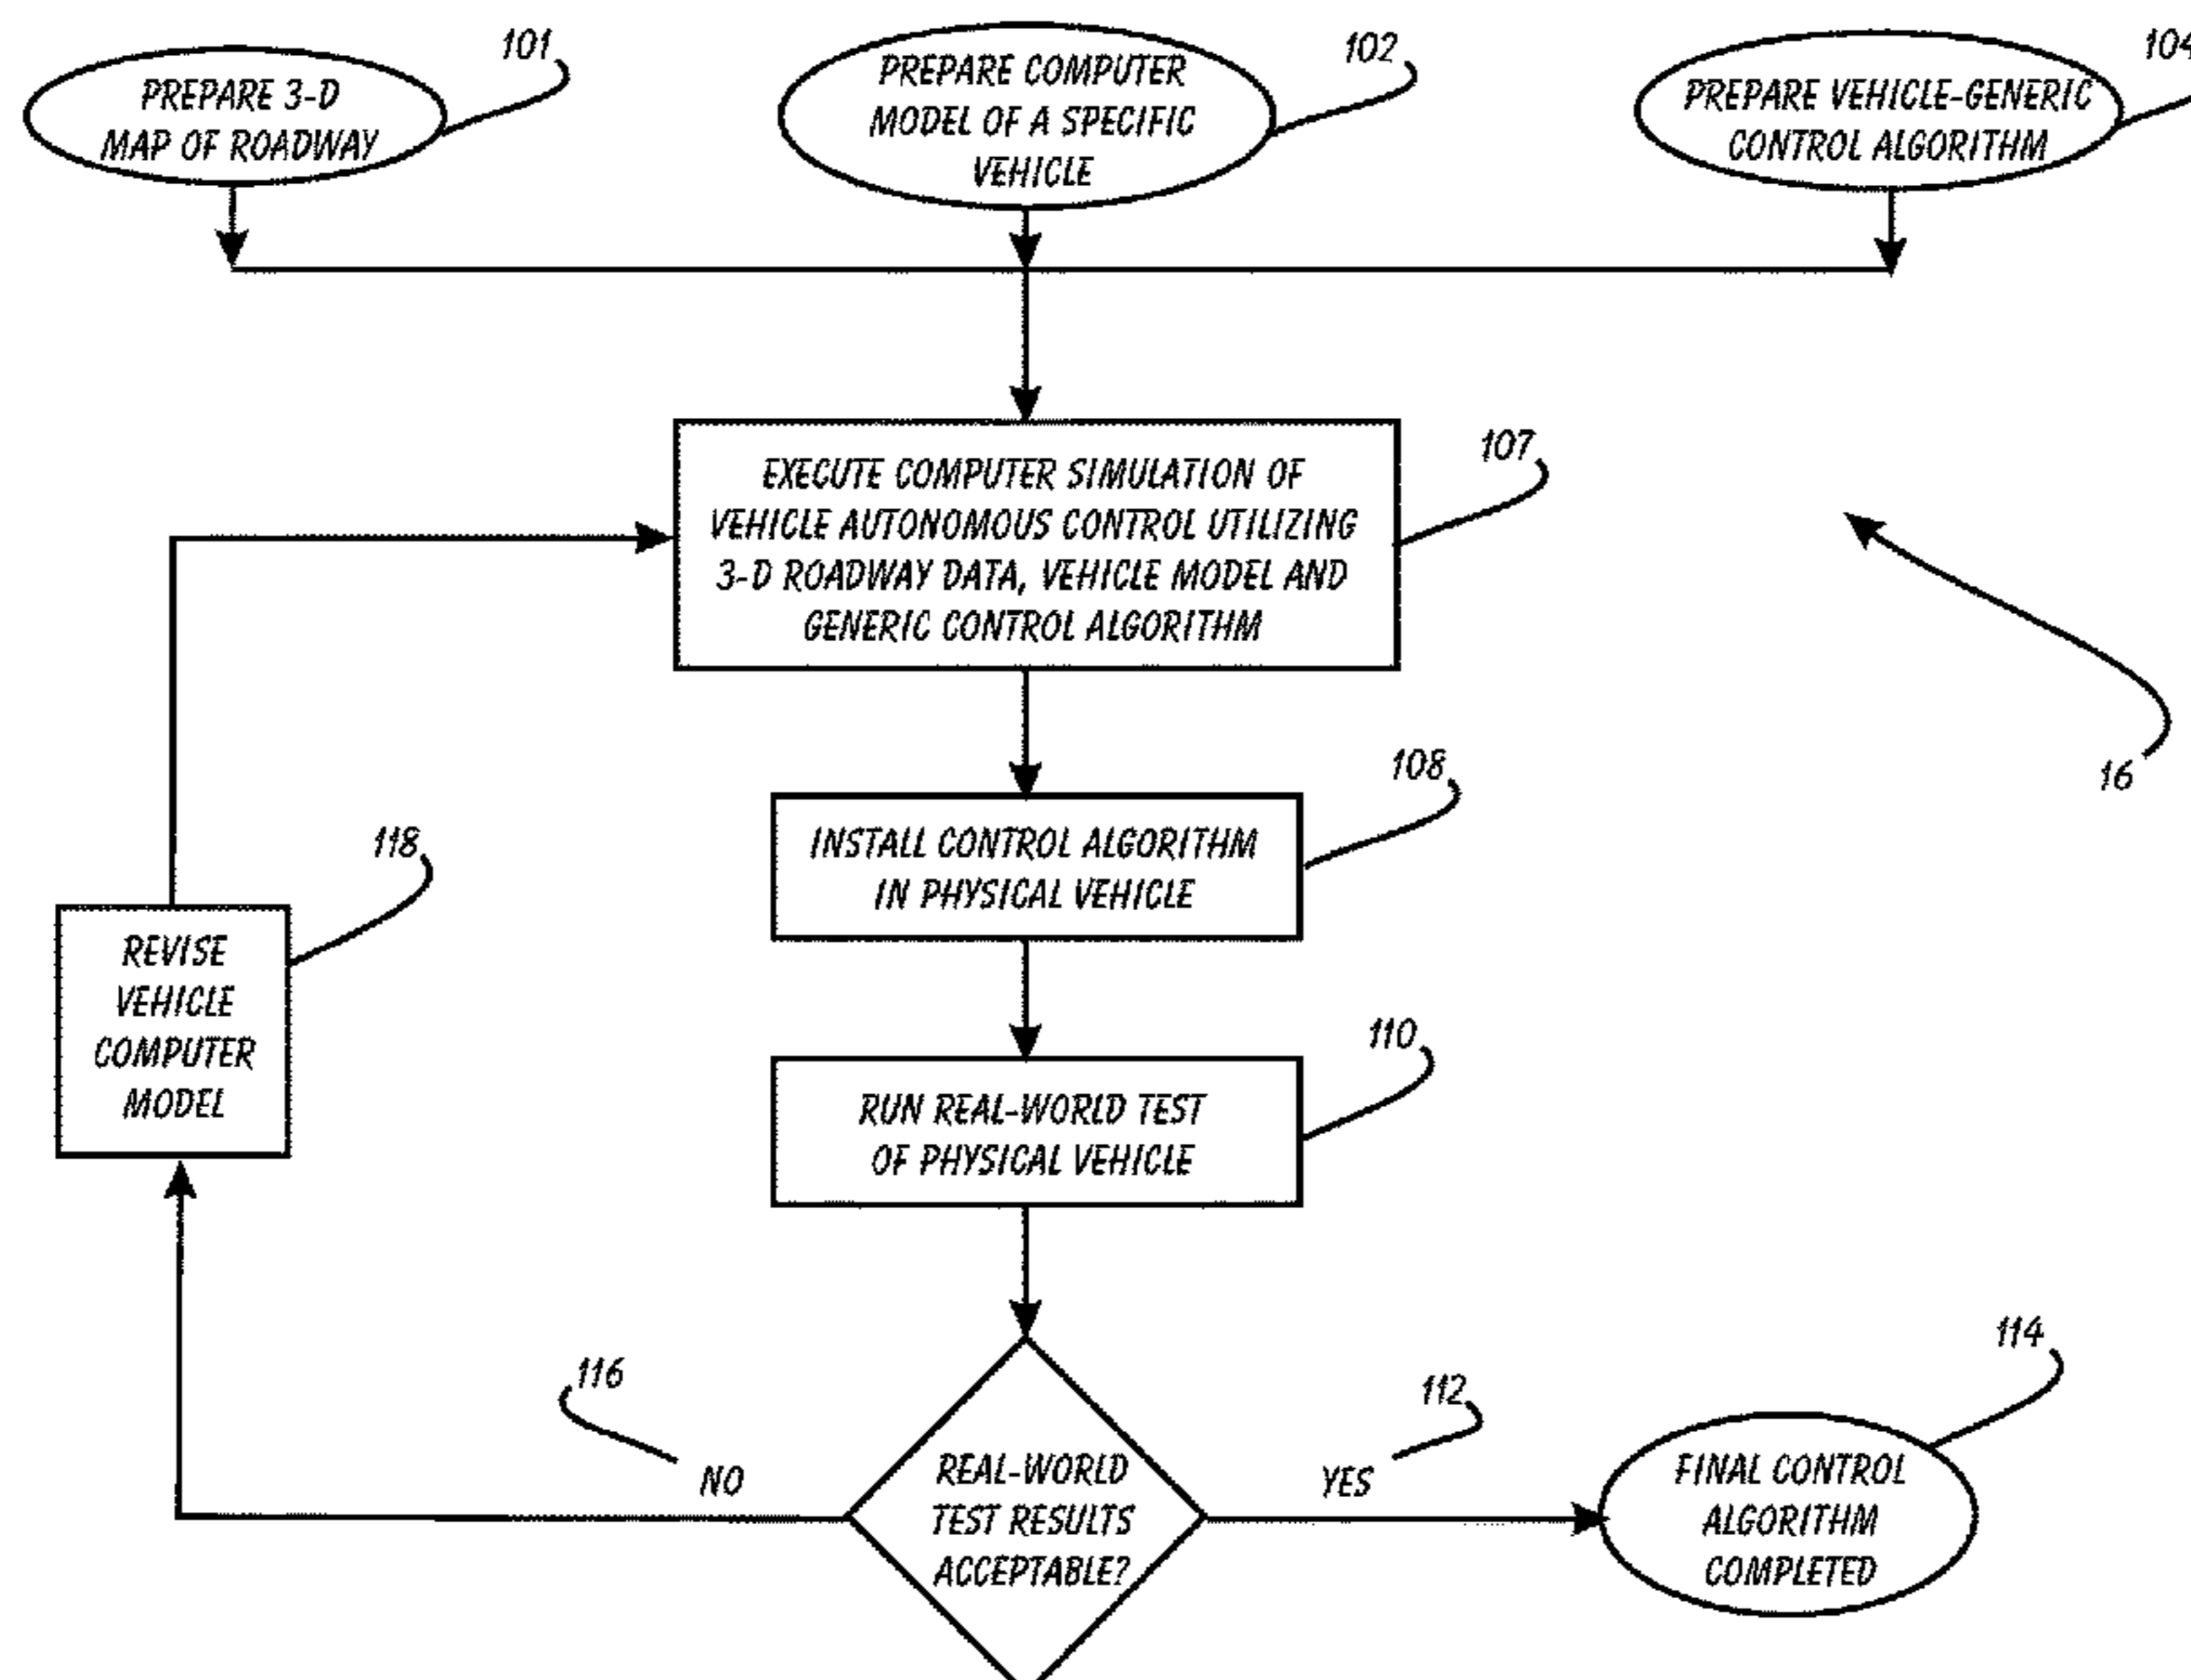 101
PREPARE 3-D
MAP OF ROADWAY
102
PREPARE COMPUTER
MODEL OF A SPECIFIC
VEHICLE
104
PREPARE VEHICLE-GENERIC
CONTROL ALGORITHM
107
EXECUTE COMPUTER SIMULATION OF
VEHICLE AUTONOMOUS CONTROL UTILIZING
3-D ROADWAY DATA, VEHICLE MODEL AND
GENERIC CONTROL ALGORITHM
16
108
INSTALL CONTROL ALGORITHM
IN PHYSICAL VEHICLE
118
REVISE
VEHICLE
COMPUTER
MODEL
110
RUN REAL-WORLD TEST
OF PHYSICAL VEHICLE
116
NO
REAL-WORLD
TEST RESULTS
ACCEPTABLE?
112
YES
114
FINAL CONTROL
ALGORITHM
COMPLETED